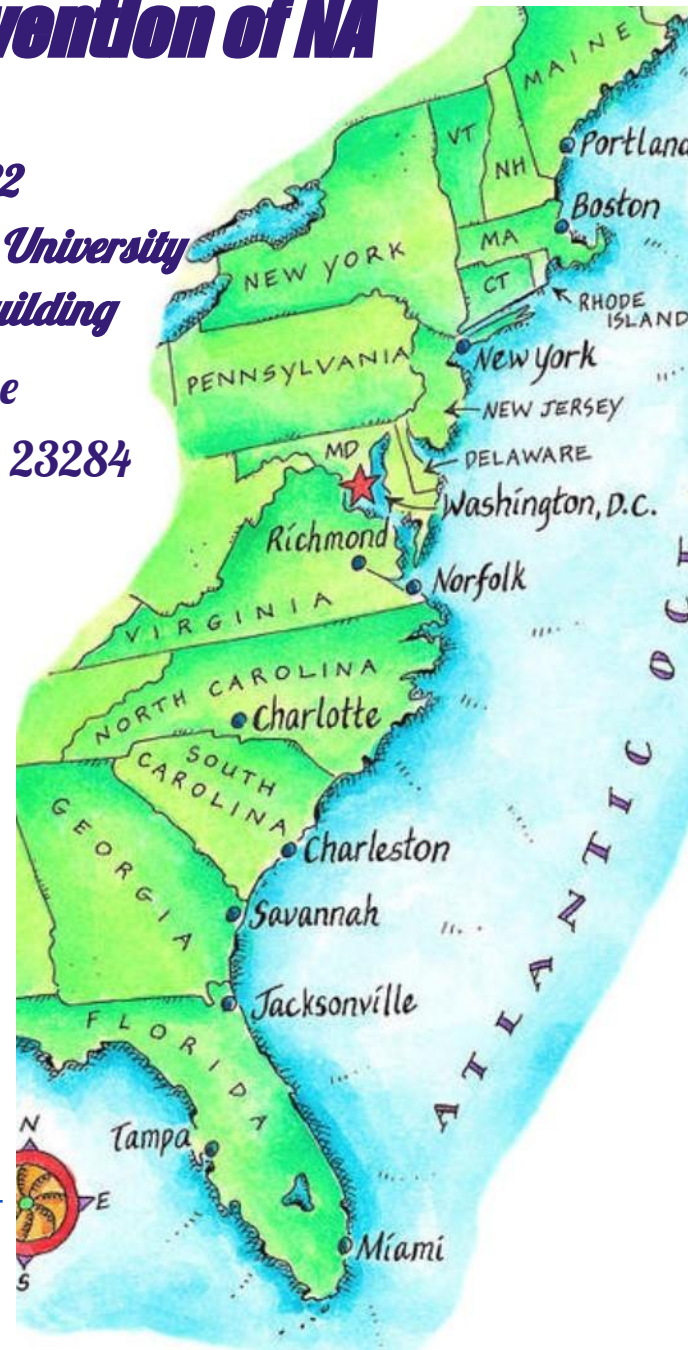 vention of NA
22
University
uilding
e
23284
MAINE
VT
NH
Portland
Boston
MA
NEW YORK
CT
RHODE
ISLAND
New York
PENNSYLVANIA
NEW JERSEY
MD
DELAWARE
Washington, D.C.
Richmond
Norfolk
VIRGINIA
NORTH CAROLINA
Charlotte
SOUTH
CAROLINA
GEORGIA
Charleston
Savannah
Jacksonville
FLORIDA
ATLANTIC OC
N
Tampa
E
S
Miami